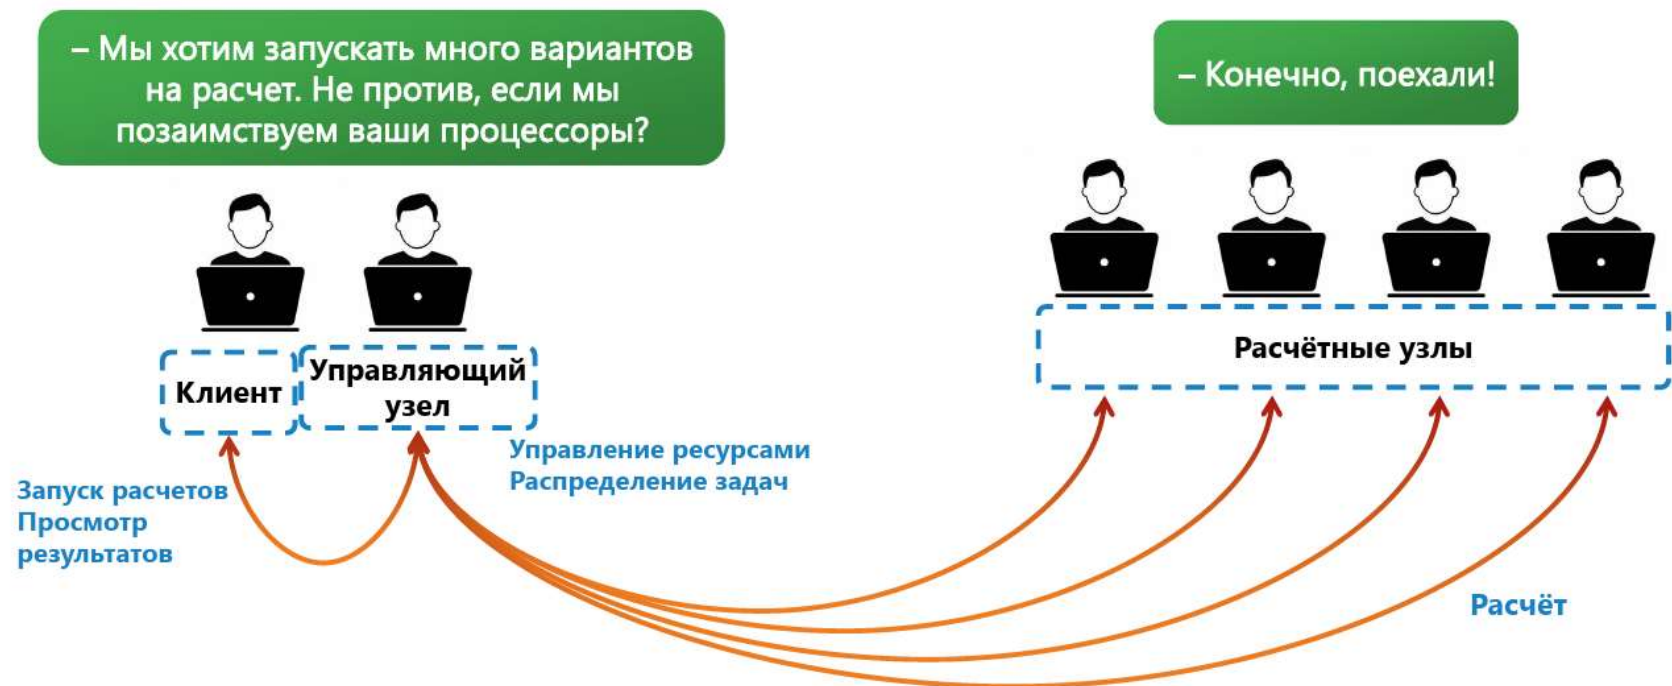 – Мы хотим запускать много вариантов
на расчет. Не против, если мы
позаимствуем ваши процессоры?
– Конечно, поехали!
Клиент
Управляющий
узел
Расчётные узлы
Управление ресурсами
Распределение задач
Запуск расчетов
Просмотр
результатов
Расчёт